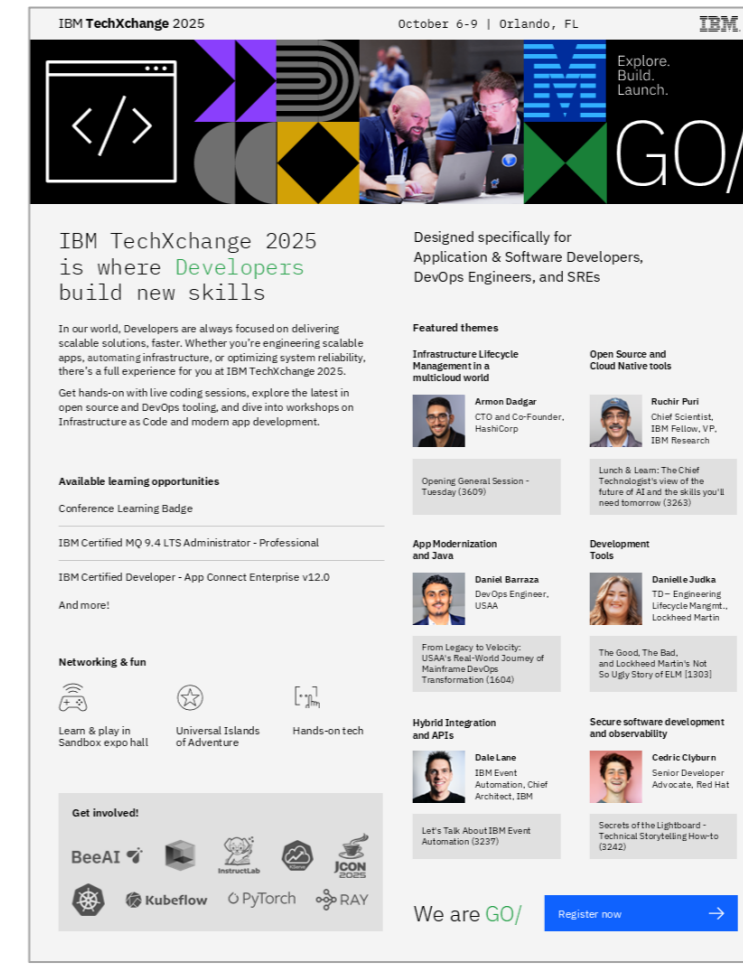 IBM TechXchange 2025
October 6-9 | Orlando, FL
IBM
Explore.
Build.
Launch.
GO/
IBM TechXchange 2025
is where Developers
build new skills
In our world, Developers are always focused on delivering
scalable solutions, faster. Whether you're engineering scalable
apps, automating infrastructure, or optimizing system reliability,
there's a full experience for you at IBM TechXchange 2025.
Get hands-on with live coding sessions, explore the latest in
open source and DevOps tooling, and dive into workshops on
Infrastructure as Code and modern app development.
Available learning opportunities
Conference Learning Badge
IBM Certified MQ 9.4 LTS Administrator - Professional
IBM Certified Developer - App Connect Enterprise v12.0
And more!
Networking & fun
Learn & play in
Sandbox expo hall
Universal Islands
of Adventure
Hands-on tech
Get involved!
BeeAI
InstructLab
JCON
2025
Kubeflow
PyTorch
RAY
Designed specifically for
Application & Software Developers,
DevOps Engineers, and SREs
Featured themes
Infrastructure Lifecycle
Management in a
multicloud world
Armon Dadgar
CTO and Co-Founder,
HashiCorp
Opening General Session -
Tuesday (3609)
Open Source and
Cloud Native tools
Ruchir Puri
Chief Scientist,
IBM Fellow, VP,
IBM Research
Lunch & Learn: The Chief
Technologist's view of the
future of AI and the skills you'll
need tomorrow (3263)
App Modernization
and Java
Daniel Barraza
DevOps Engineer,
USAA
From Legacy to Velocity:
USAA's Real-World Journey of
Mainframe DevOps
Transformation (1604)
Development
Tools
Danielle Judka
TD – Engineering
Lifecycle Mangmt.,
Lockheed Martin
The Good, The Bad,
and Lockheed Martin's Not
So Ugly Story of ELM [1303]
Hybrid Integration
and APIs
Dale Lane
IBM Event
Automation, Chief
Architect, IBM
Let's Talk About IBM Event
Automation (3237)
Secure software development
and observability
Cedric Clyburn
Senior Developer
Advocate, Red Hat
Secrets of the Lightboard -
Technical Storytelling How-to
(3242)
We are GO/
Register now